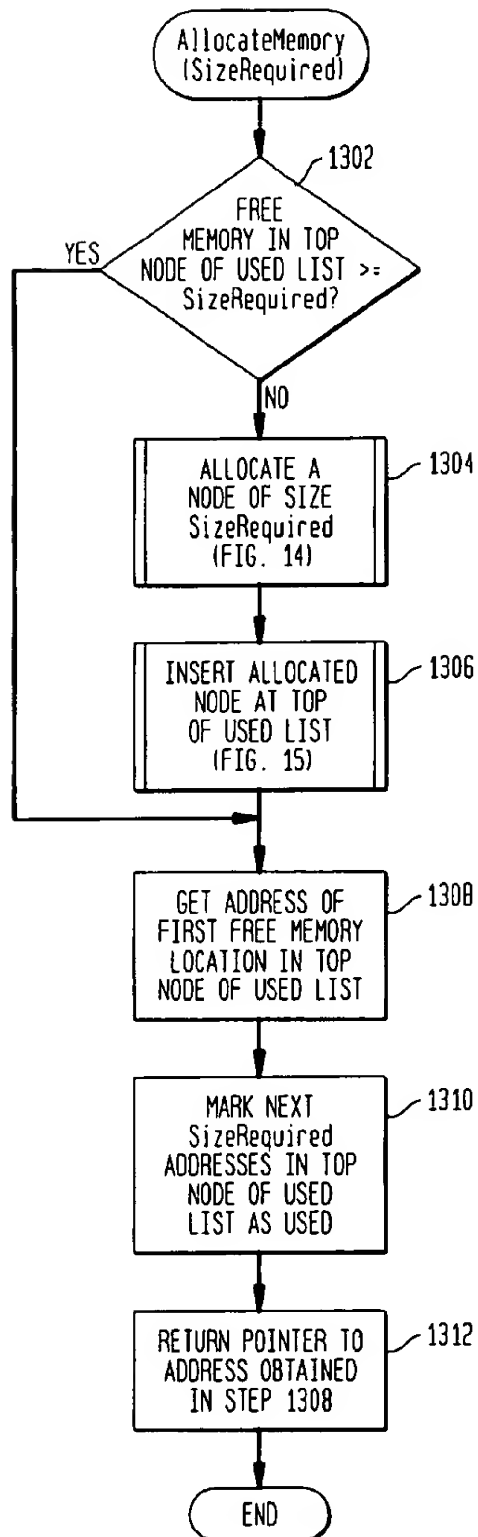 AllocateMemory
(SizeRequired)
1302
FREE
MEMORY IN TOP
NODE OF USED LIST >=
SizeRequired?
YES
NO
ALLOCATE A
NODE OF SIZE
SizeRequired
(FIG. 14)
1304
INSERT ALLOCATED
NODE AT TOP
OF USED LIST
(FIG. 15)
1306
GET ADDRESS OF
FIRST FREE MEMORY
LOCATION IN TOP
NODE OF USED LIST
1308
MARK NEXT
SizeRequired
ADDRESSES IN TOP
NODE OF USED
LIST AS USED
1310
RETURN POINTER TO
ADDRESS OBTAINED
IN STEP 1308
1312
END